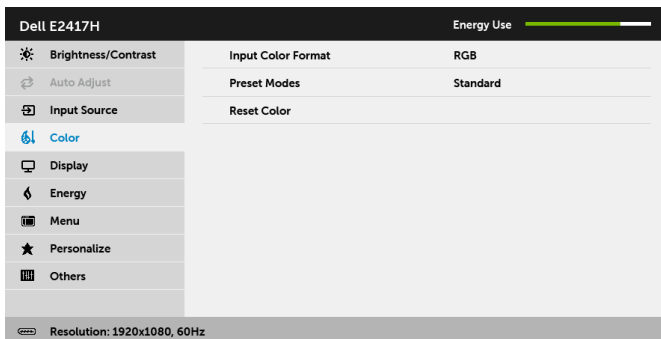 Dell E2417H Energy Use
Brightness/Contrast Input Color Format RGB
Auto Adjust Preset Modes Standard
Input Source Reset Color
Color
Display
Energy
Menu
Personalize
Others
Resolution: 1920x1080, 60Hz